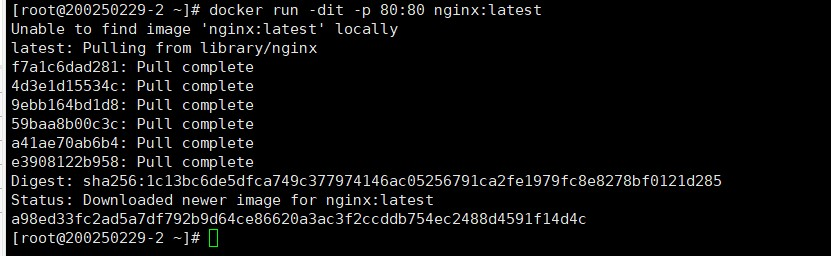 [root@200250229-2 ~]# docker run -dit -p 80:80 nginx:latest
Unable to find image 'nginx:latest' locally
latest: Pulling from library/nginx
f7a1c6dad281: Pull complete
4d3e1d15534c: Pull complete
9ebb164bd1d8: Pull complete
59baa8b00c3c: Pull complete
a41ae70ab6b4: Pull complete
e3908122b958: Pull complete
Digest: sha256:1c13bc6de5dfca749c377974146ac05256791ca2fe1979fc8e8278bf0121d285
Status: Downloaded newer image for nginx:latest
a98ed33fc2ad5a7df792b9d64ce86620a3ac3f2ccddb754ec2488d4591f14d4c
[root@200250229-2 ~]#